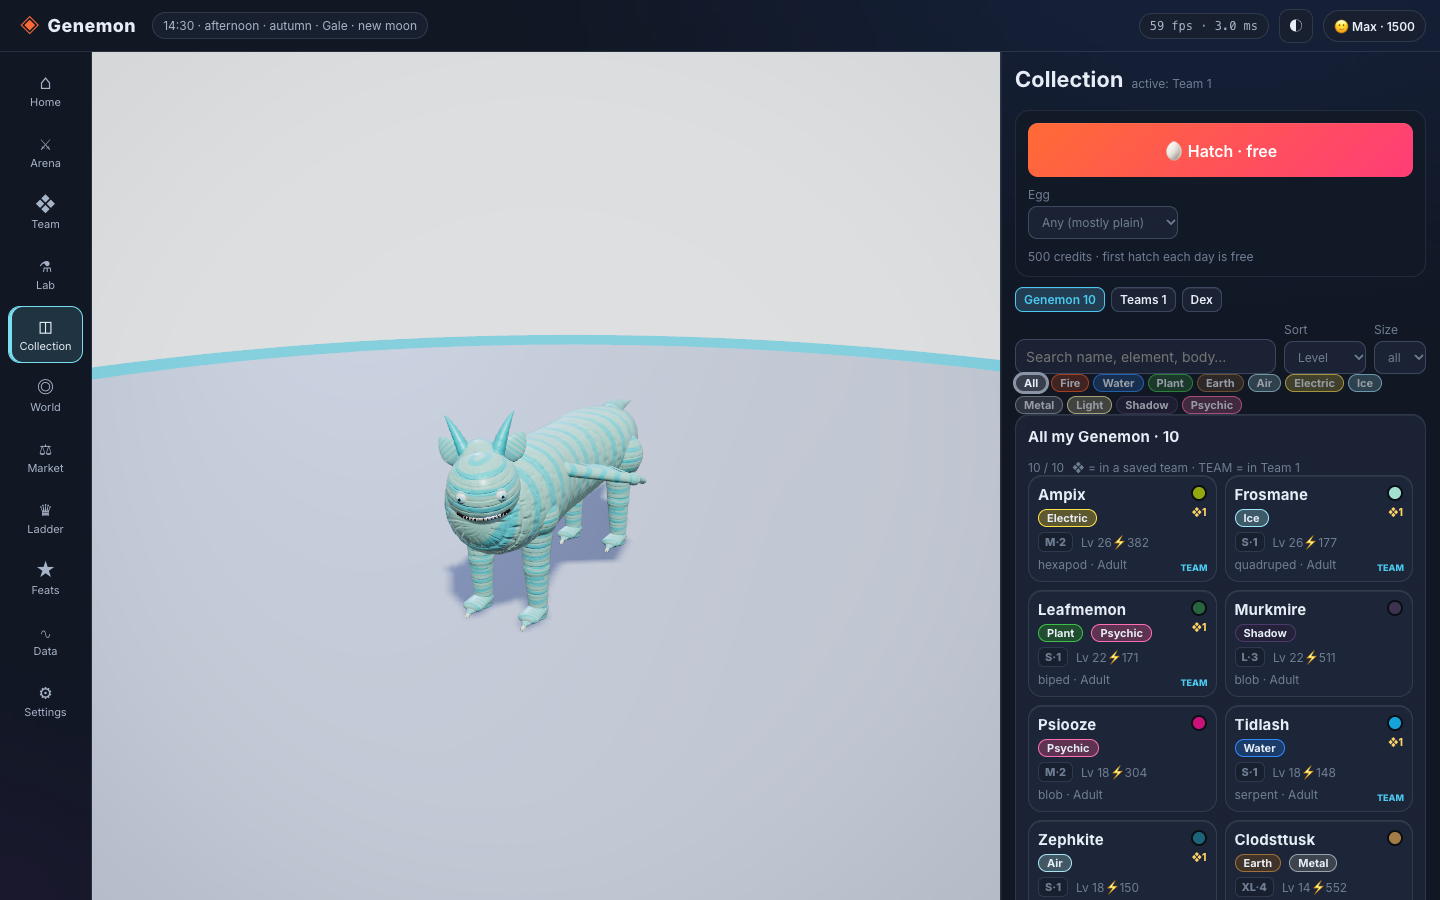 Genemon
14:30 · afternoon · autumn · Gale · new moon
59 fps · 3.0 ms
Max · 1500
Home
Arena
Team
Lab
Collection
World
Market
Ladder
Feats
Data
Settings
Collection active: Team 1
Hatch · free
Egg
Any (mostly plain)
500 credits · first hatch each day is free
Genemon 10 Teams 1 Dex
Sort Size
Search name, element, body... Level all
All Fire Water Plant Earth Air Electric Ice
Metal Light Shadow Psychic
All my Genemon · 10
10 / 10 ❖ = in a saved team · TEAM = in Team 1
Ampix
Electric
❖1
M·2 Lv 26⚡382
hexapod · Adult TEAM
Frosmane
Ice
❖1
S·1 Lv 26⚡177
quadruped · Adult TEAM
Leafmemon
Plant Psychic
❖1
S·1 Lv 22⚡171
biped · Adult TEAM
Murkmire
Shadow
L·3 Lv 22⚡511
blob · Adult
Psiooze
Psychic
M·2 Lv 18⚡304
blob · Adult
Tidlash
Water
❖1
S·1 Lv 18⚡148
serpent · Adult TEAM
Zephkite
Air
❖1
S·1 Lv 18⚡150
Clodsttusk
Earth Metal
XL·4 Lv 14⚡552